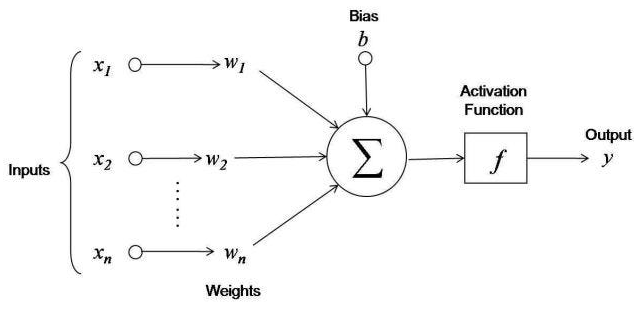 Bias
b
x1 w1
Activation
Function
Inputs x2 w2 Σ f Output
y
xn wn
Weights